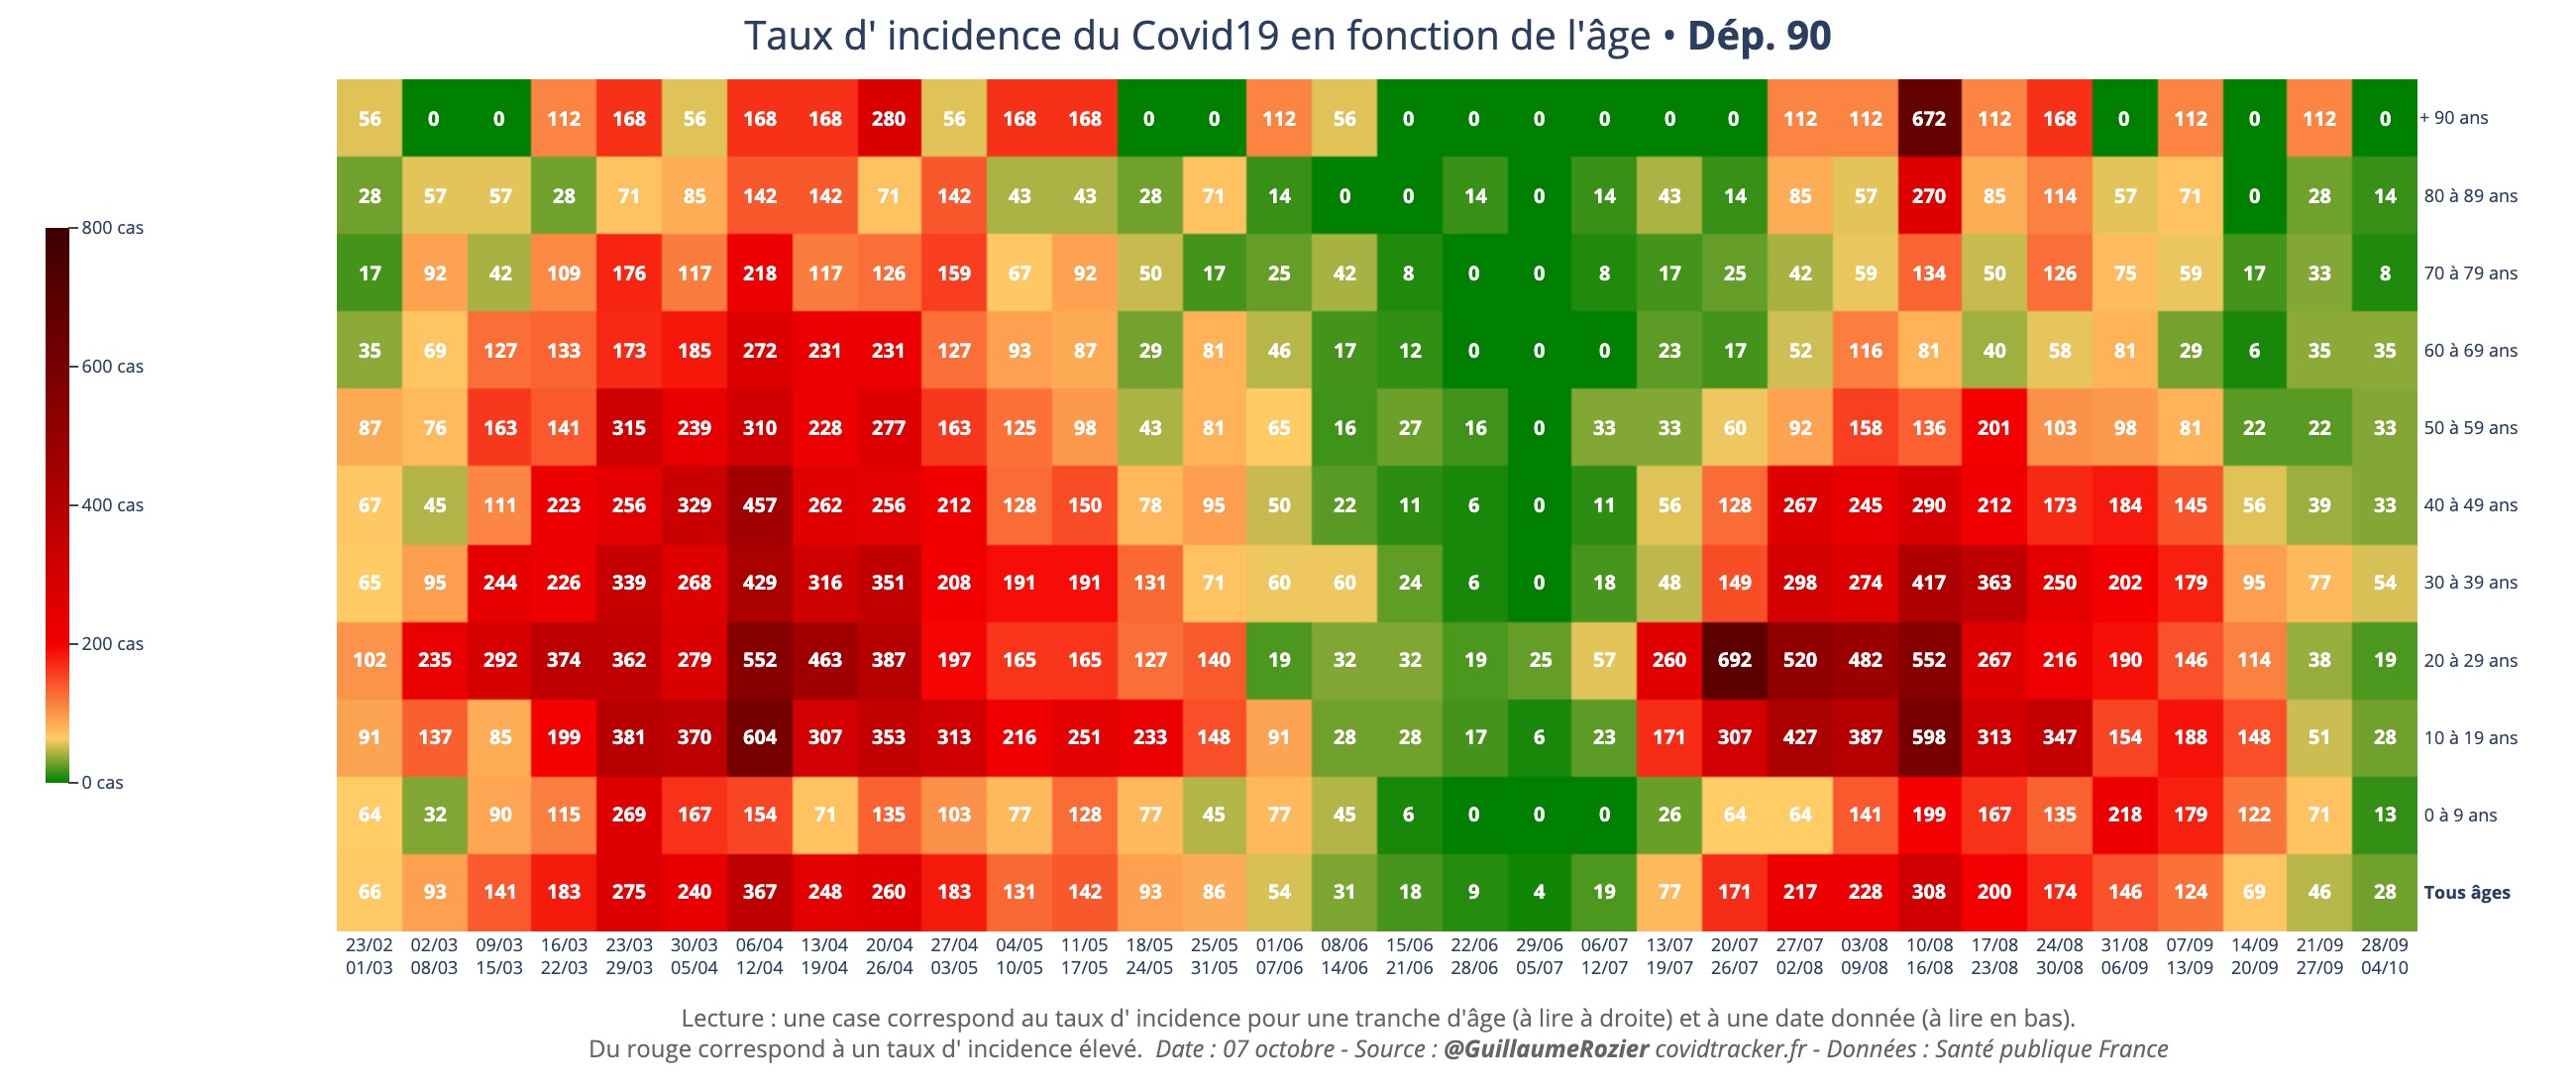 Taux d' incidence du Covid19 en fonction de l'âge • Dép. 90
56 0 0 112 168 56 168 168 280 56 168 168 0 0 112 56 0 0 0 0 0 0 112 112 672 112 168 0 112 0 112 0 + 90 ans
28 57 57 28 71 85 142 142 71 142 43 43 28 71 14 0 0 14 0 14 43 14 85 57 270 85 114 57 71 0 28 14 80 à 89 ans
800 cas
17 92 42 109 176 117 218 117 126 159 67 92 50 17 25 42 8 0 0 8 17 25 42 59 134 50 126 75 59 17 33 8 70 à 79 ans
35 69 127 133 173 185 272 231 231 127 93 87 29 81 46 17 12 0 0 0 23 17 52 116 81 40 58 81 29 6 35 35 60 à 69 ans
600 cas
87 76 163 141 315 239 310 228 277 163 125 98 43 81 65 16 27 16 0 33 33 60 92 158 136 201 103 98 81 22 22 33 50 à 59 ans
400 cas
67 45 111 223 256 329 457 262 256 212 128 150 78 95 50 22 11 6 0 11 56 128 267 245 290 212 173 184 145 56 39 33 40 à 49 ans
65 95 244 226 339 268 429 316 351 208 191 191 131 71 60 60 24 6 0 18 48 149 298 274 417 363 250 202 179 95 77 54 30 à 39 ans
200 cas
102 235 292 374 362 279 552 463 387 197 165 165 127 140 19 32 32 19 25 57 260 692 520 482 552 267 216 190 146 114 38 19 20 à 29 ans
91 137 85 199 381 370 604 307 353 313 216 251 233 148 91 28 28 17 6 23 171 307 427 387 598 313 347 154 188 148 51 28 10 à 19 ans
0 cas
64 32 90 115 269 167 154 71 135 103 77 128 77 45 77 45 6 0 0 0 26 64 64 141 199 167 135 218 179 122 71 13 0 à 9 ans
66 93 141 183 275 240 367 248 260 183 131 142 93 86 54 31 18 9 4 19 77 171 217 228 308 200 174 146 124 69 46 28 Tous âges
23/02 02/03 09/03 16/03 23/03 30/03 06/04 13/04 20/04 27/04 04/05 11/05 18/05 25/05 01/06 08/06 15/06 22/06 29/06 06/07 13/07 20/07 27/07 03/08 10/08 17/08 24/08 31/08 07/09 14/09 21/09 28/09
01/03 08/03 15/03 22/03 29/03 05/04 12/04 19/04 26/04 03/05 10/05 17/05 24/05 31/05 07/06 14/06 21/06 28/06 05/07 12/07 19/07 26/07 02/08 09/08 16/08 23/08 30/08 06/09 13/09 20/09 27/09 04/10
Lecture : une case correspond au taux d' incidence pour une tranche d'âge (à lire à droite) et à une date donnée (à lire en bas).
Du rouge correspond à un taux d' incidence élevé. Date : 07 octobre - Source : @GuillaumeRozier covidtracker.fr - Données : Santé publique France